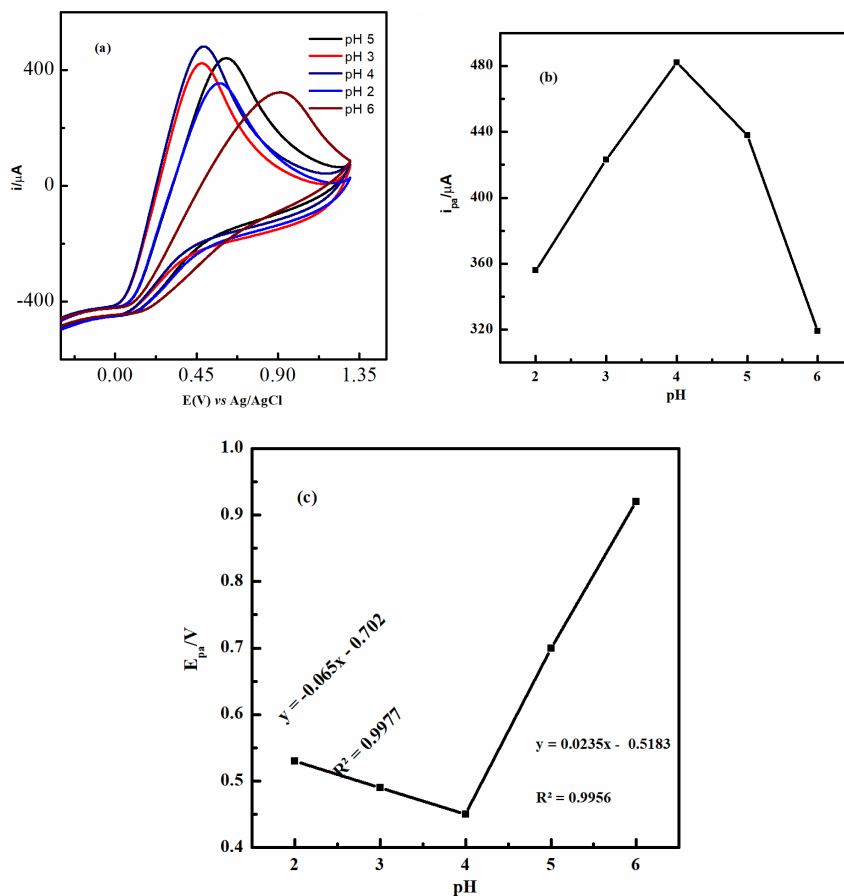 (a)
pH 5
pH 3
pH 4
pH 2
pH 6
400
0
-400
i/µA
0.00 0.45 0.90 1.35
E(V) vs Ag/AgCl
(b)
480
440
400
360
320
i_pa/µA
2 3 4 5 6
pH
(c)
1.0
0.9
0.8
0.7
0.6
0.5
0.4
E_pa/V
y = -0.065x - 0.702
R² = 0.9977
y = 0.0235x - 0.5183
R² = 0.9956
2 3 4 5 6
pH